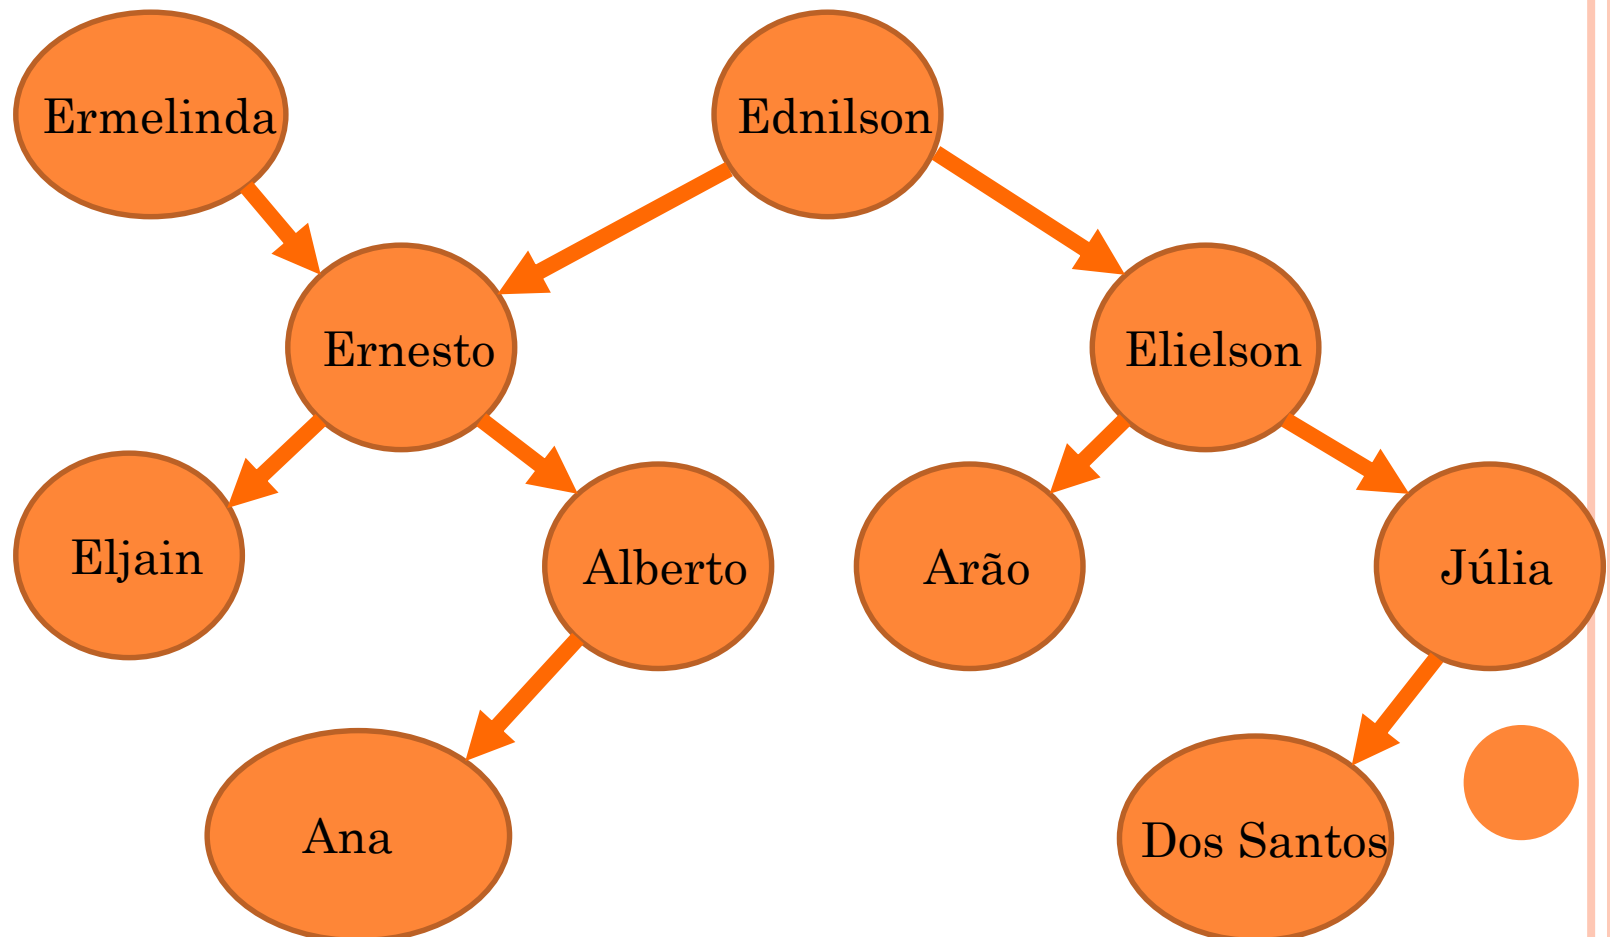 Ermelinda
Ednilson
Ernesto
Elielson
Eljain
Alberto
Arão
Júlia
Ana
Dos Santos